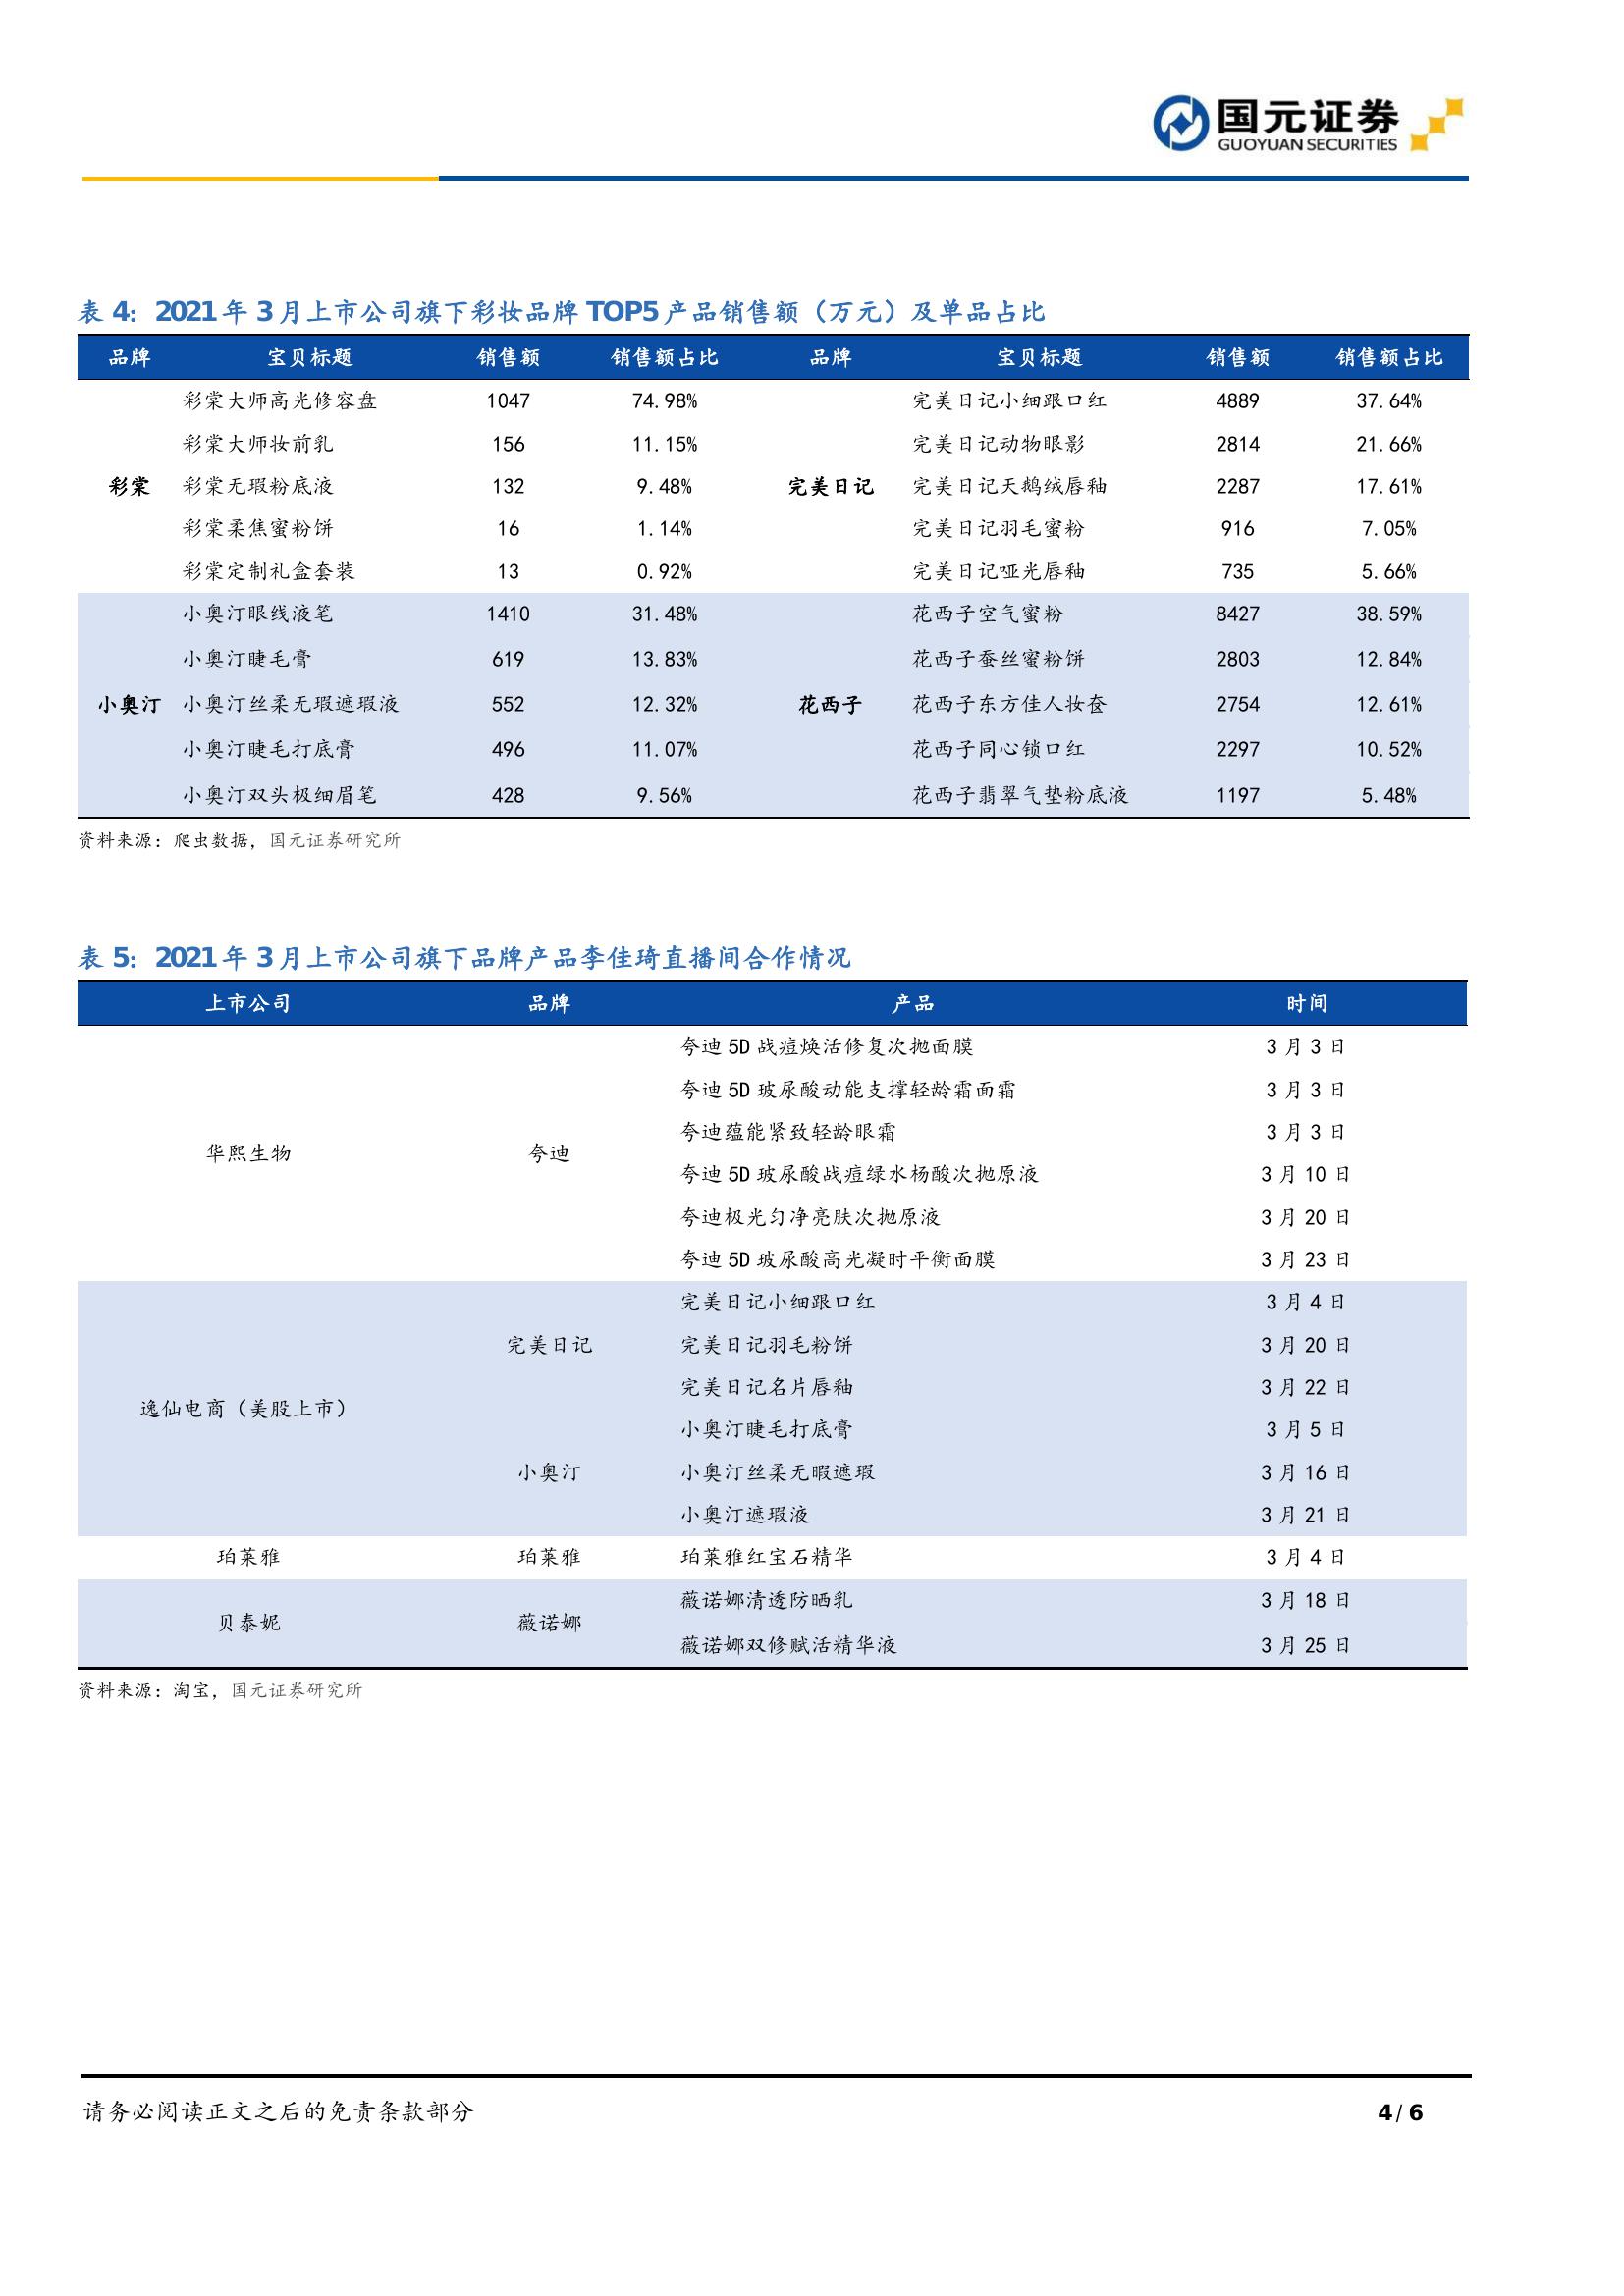 国元证券
GUOYUAN SECURITIES
表 4：2021 年 3 月上市公司旗下彩妆品牌 TOP5 产品销售额（万元）及单品占比
品牌 宝贝标题 销售额 销售额占比 品牌 宝贝标题 销售额 销售额占比
彩棠大师高光修容盘 1047 74.98% 完美日记小细跟口红 4889 37.64%
彩棠大师妆前乳 156 11.15% 完美日记动物眼影 2814 21.66%
彩棠 彩棠无瑕粉底液 132 9.48% 完美日记 完美日记天鹅绒唇釉 2287 17.61%
彩棠柔焦蜜粉饼 16 1.14% 完美日记羽毛蜜粉 916 7.05%
彩棠定制礼盒套装 13 0.92% 完美日记哑光唇釉 735 5.66%
小奥汀眼线液笔 1410 31.48% 花西子空气蜜粉 8427 38.59%
小奥汀睫毛膏 619 13.83% 花西子蚕丝蜜粉饼 2803 12.84%
小奥汀 小奥汀丝柔无瑕遮瑕液 552 12.32% 花西子 花西子东方佳人妆奁 2754 12.61%
小奥汀睫毛打底膏 496 11.07% 花西子同心锁口红 2297 10.52%
小奥汀双头极细眉笔 428 9.56% 花西子翡翠气垫粉底液 1197 5.48%
资料来源：爬虫数据，国元证券研究所
表 5：2021 年 3 月上市公司旗下品牌产品李佳琦直播间合作情况
上市公司 品牌 产品 时间
夸迪 5D 战痘焕活修复次抛面膜 3 月 3 日
夸迪 5D 玻尿酸动能支撑轻龄霜面霜 3 月 3 日
夸迪蕴能紧致轻龄眼霜 3 月 3 日
华熙生物 夸迪
夸迪 5D 玻尿酸战痘绿水杨酸次抛原液 3 月 10 日
夸迪极光匀净亮肤次抛原液 3 月 20 日
夸迪 5D 玻尿酸高光凝时平衡面膜 3 月 23 日
完美日记小细跟口红 3 月 4 日
完美日记 完美日记羽毛粉饼 3 月 20 日
完美日记名片唇釉 3 月 22 日
逸仙电商（美股上市）
小奥汀睫毛打底膏 3 月 5 日
小奥汀 小奥汀丝柔无暇遮瑕 3 月 16 日
小奥汀遮瑕液 3 月 21 日
珀莱雅 珀莱雅 珀莱雅红宝石精华 3 月 4 日
薇诺娜清透防晒乳 3 月 18 日
贝泰妮 薇诺娜
薇诺娜双修赋活精华液 3 月 25 日
资料来源：淘宝，国元证券研究所
请务必阅读正文之后的免责条款部分 4 / 6